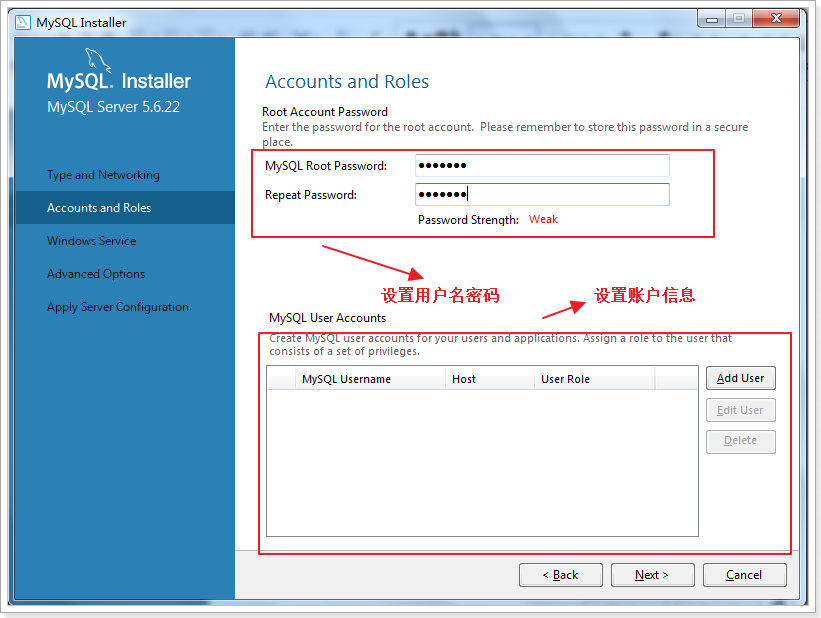 MySQL Installer
MySQL. Installer
MySQL Server 5.6.22
Type and Networking
Accounts and Roles
Windows Service
Advanced Options
Apply Server Configuration
Accounts and Roles
Root Account Password
Enter the password for the root account. Please remember to store this password in a secure
place.
MySQL Root Password: ●●●●●●●
Repeat Password: ●●●●●●●
Password Strength: Weak
设置用户名密码
设置账户信息
MySQL User Accounts
Create MySQL user accounts for your users and applications. Assign a role to the user that
consists of a set of privileges.
MySQL Username Host User Role
Add User
Edit User
Delete
< Back Next > Cancel